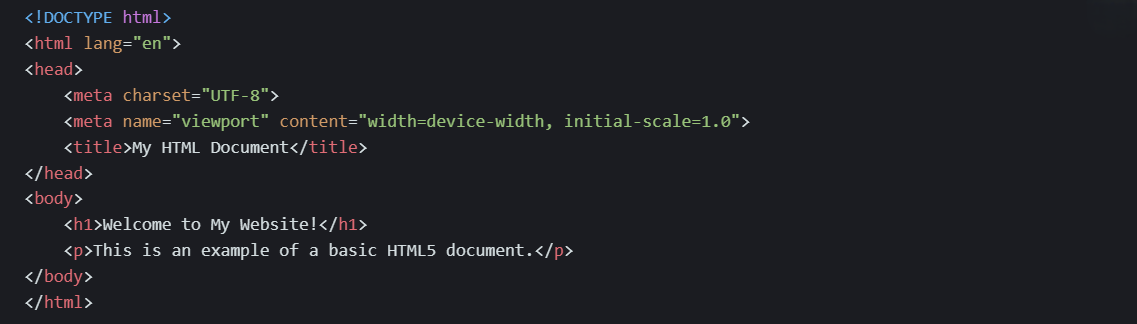 <!DOCTYPE html>
<html lang="en">
<head>
    <meta charset="UTF-8">
    <meta name="viewport" content="width=device-width, initial-scale=1.0">
    <title>My HTML Document</title>
</head>
<body>
    <h1>Welcome to My Website!</h1>
    <p>This is an example of a basic HTML5 document.</p>
</body>
</html>